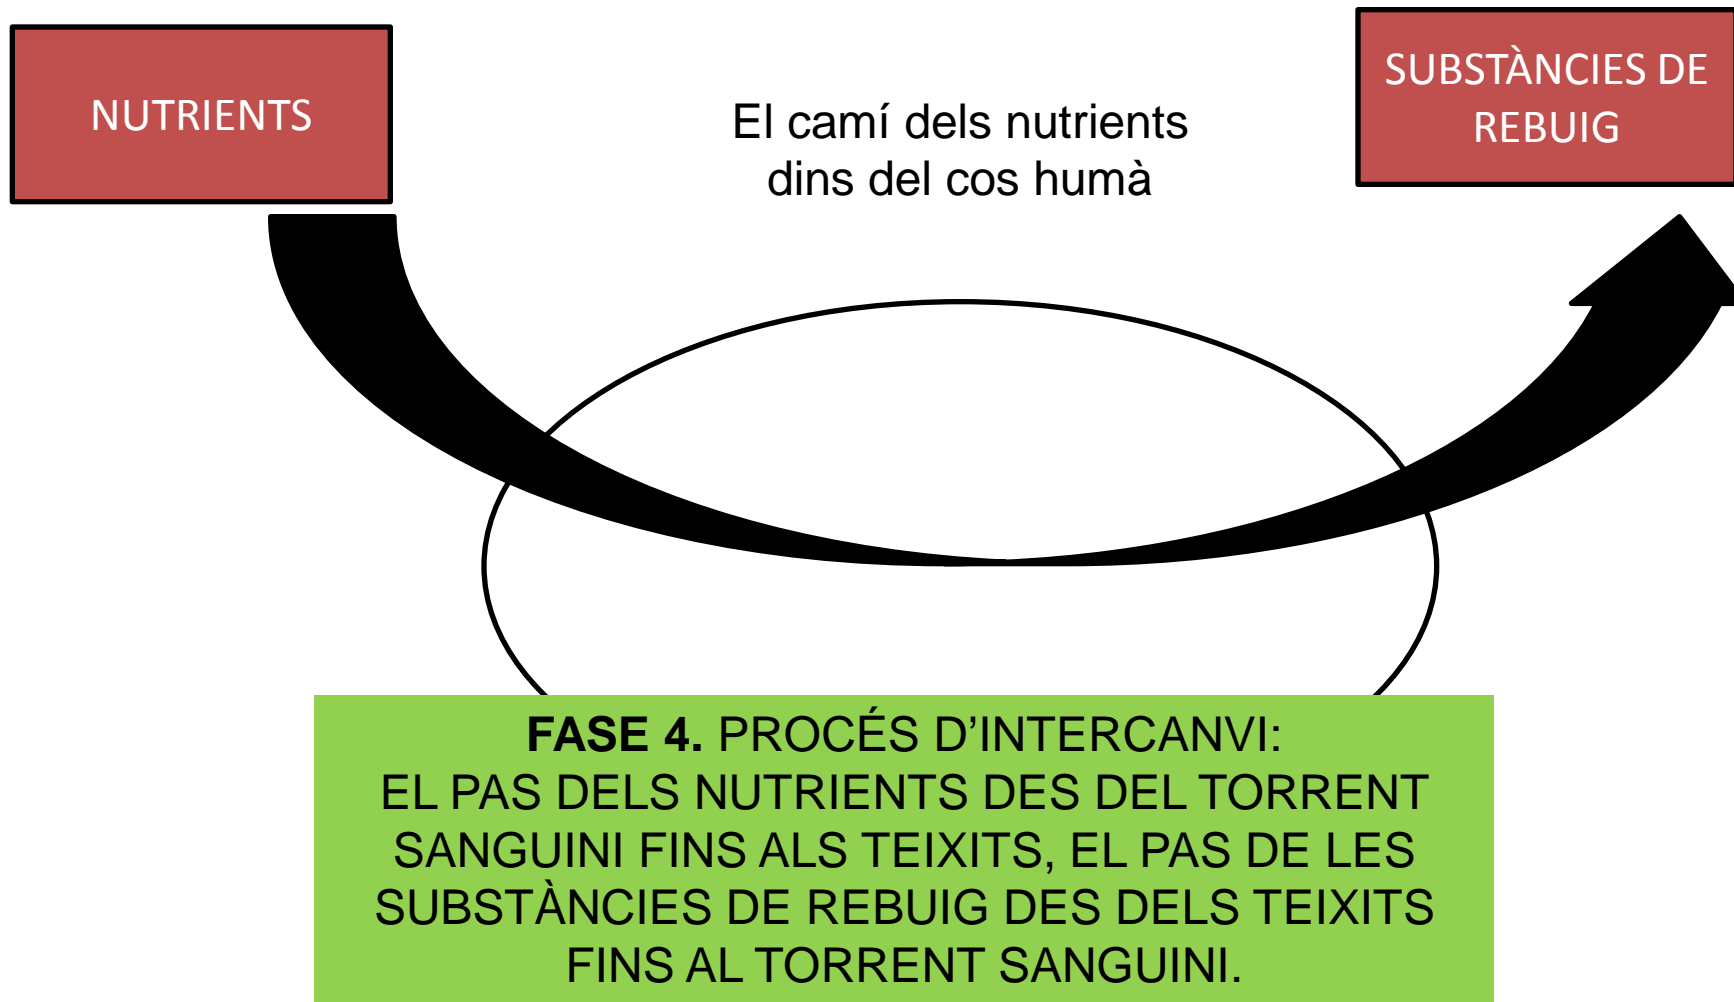 NUTRIENTS
El camí dels nutrients
dins del cos humà
SUBSTÀNCIES DE
REBUIG
FASE 4. PROCÉS D’INTERCANVI:
EL PAS DELS NUTRIENTS DES DEL TORRENT
SANGUINI FINS ALS TEIXITS, EL PAS DE LES
SUBSTÀNCIES DE REBUIG DES DELS TEIXITS
FINS AL TORRENT SANGUINI.